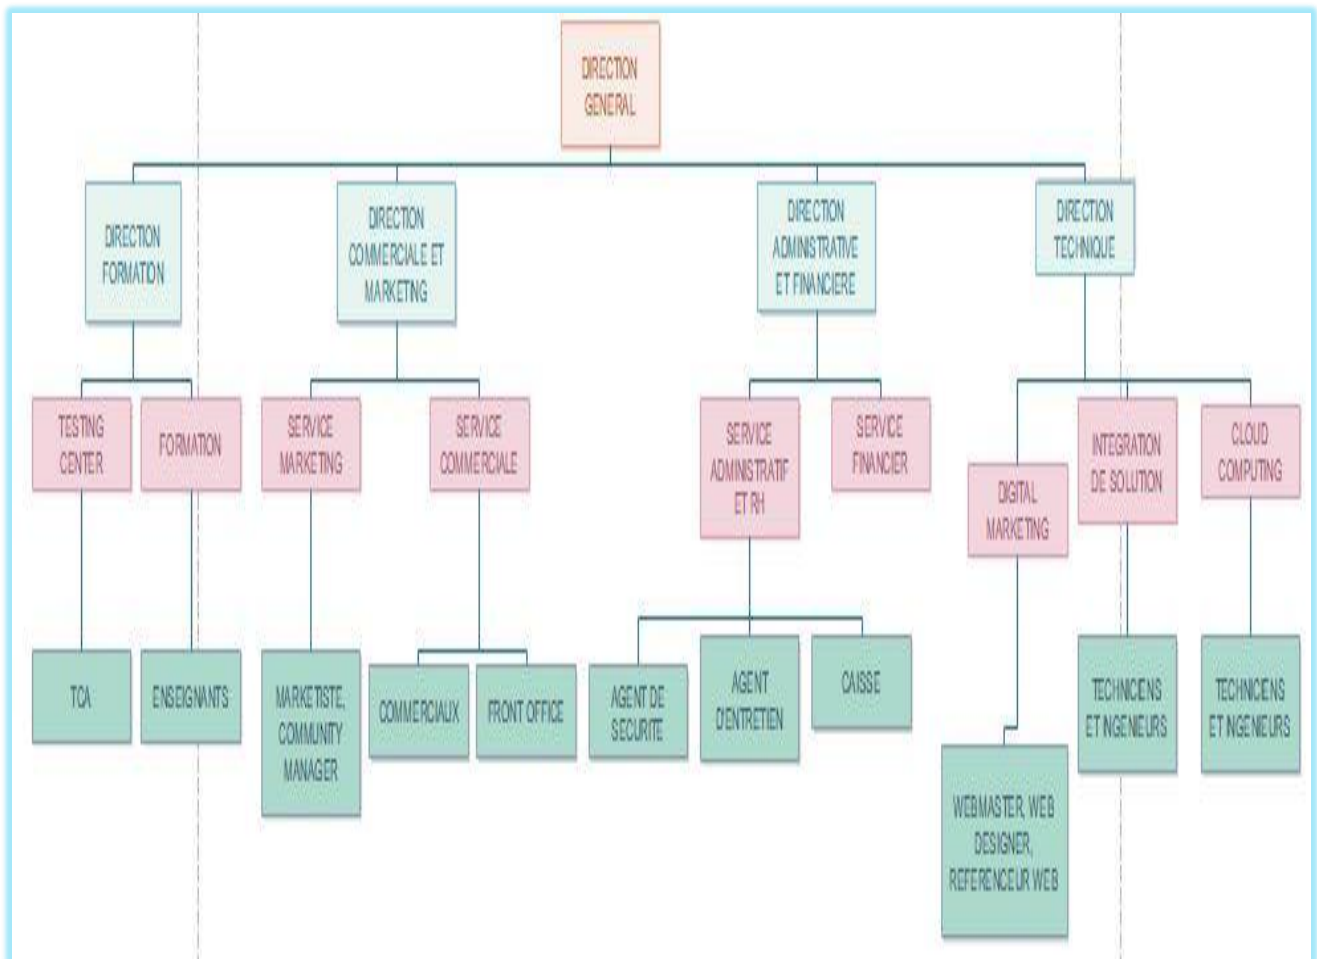 DIRECTION
GENERAL
DIRECTION
FORMATION
DIRECTION
COMMERCIALE ET
MARKETING
DIRECTION
ADMINISTRATIVE
ET FINANCIERE
DIRECTION
TECHNIQUE
TESTING
CENTER
FORMATION
SERVICE
MARKETING
SERVICE
COMMERCIALE
SERVICE
ADMINISTRATIF
ET RH
SERVICE
FINANCIER
DIGITAL
MARKETING
INTEGRATION
DE SOLUTION
CLOUD
COMPUTING
TCA
ENSEIGNANTS
MARKETISTE,
COMMUNITY
MANAGER
COMMERCIAUX
FRONT OFFICE
AGENT DE
SECURITE
AGENT
D'ENTRETIEN
CAISSE
WEBMASTER, WEB
DESIGNER,
REFERENCEUR WEB
TECHNICIENS
ET INGENIEURS
TECHNICIENS
ET INGENIEURS